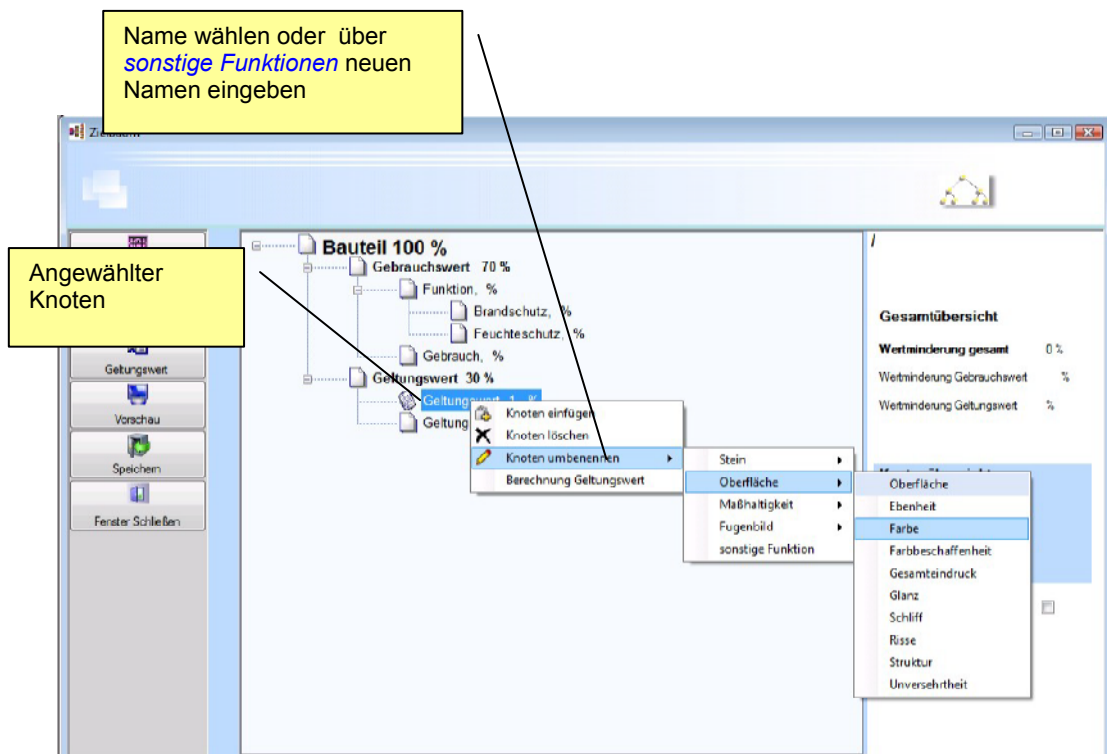 Name wählen oder über
sonstige Funktionen neuen
Namen eingeben
Angewählter
Knoten
Geltungswert
Vorschau
Speichern
Fenster Schließen
Bauteil 100 %
Gebrauchswert 70 %
Funktion, %
Brandschutz, %
Feuchteschutz, %
Gebrauch, %
Geltungswert 30 %
Geltungswert 1, %
Geltung
Knoten einfügen
Knoten löschen
Knoten umbenennen
Berechnung Geltungswert
Stein
Oberfläche
Maßhaltigkeit
Fugenbild
sonstige Funktion
Oberfläche
Ebenheit
Farbe
Farbbeschaffenheit
Gesamteindruck
Glanz
Schliff
Risse
Struktur
Unversehrtheit
/
Gesamtübersicht
Wertminderung gesamt 0 %
Wertminderung Gebrauchswert %
Wertminderung Geltungswert %